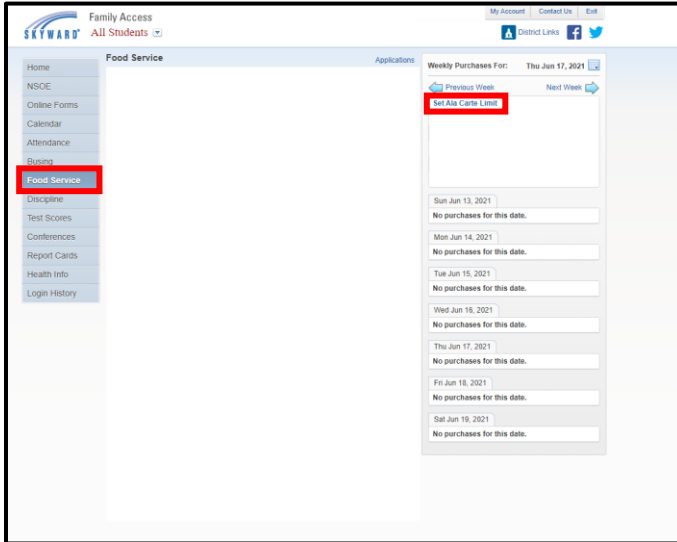 My Account Contact Us Exit
SKYWARD®
Family Access
All Students
District Links
Home
NSOE
Online Forms
Calendar
Attendance
Busing
Food Service
Discipline
Test Scores
Conferences
Report Cards
Health Info
Login History
Food Service Applications
Weekly Purchases For: Thu Jun 17, 2021
Previous Week Next Week
Set Ala Carte Limit
Sun Jun 13, 2021
No purchases for this date.
Mon Jun 14, 2021
No purchases for this date.
Tue Jun 15, 2021
No purchases for this date.
Wed Jun 16, 2021
No purchases for this date.
Thu Jun 17, 2021
No purchases for this date.
Fri Jun 18, 2021
No purchases for this date.
Sat Jun 19, 2021
No purchases for this date.